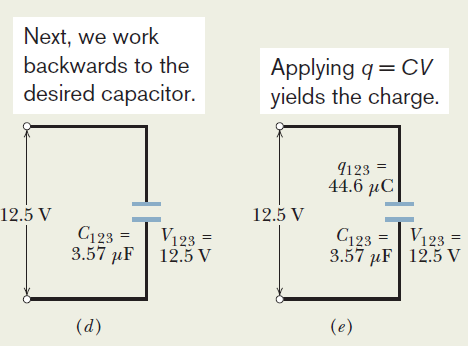 Next, we work
backwards to the
desired capacitor.
Applying q = CV
yields the charge.
12.5 V
C123 =
3.57 μF
V123 =
12.5 V
(d)
q123 =
44.6 μC
12.5 V
C123 =
3.57 μF
V123 =
12.5 V
(e)